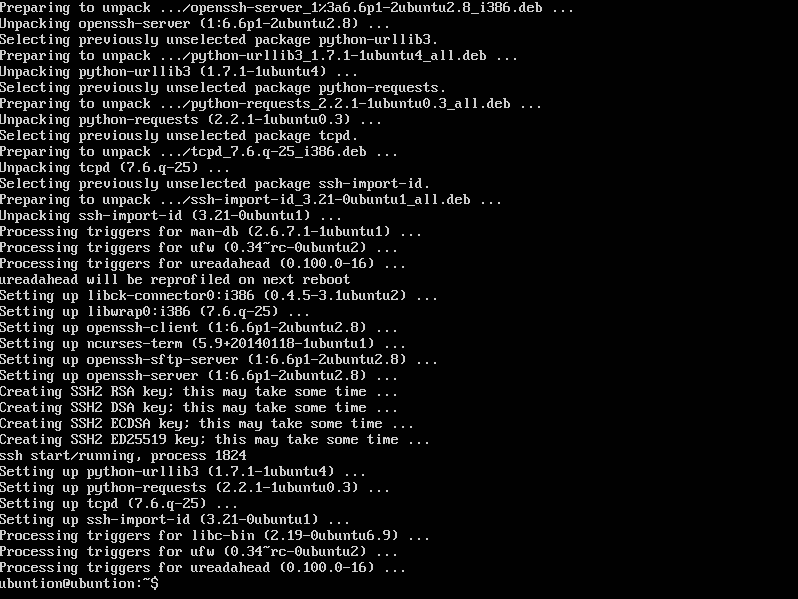 Preparing to unpack .../openssh-server_1%3a6.6p1-2ubuntu2.8_i386.deb ...
Unpacking openssh-server (1:6.6p1-2ubuntu2.8) ...
Selecting previously unselected package python-urllib3.
Preparing to unpack .../python-urllib3_1.7.1-1ubuntu4_all.deb ...
Unpacking python-urllib3 (1.7.1-1ubuntu4) ...
Selecting previously unselected package python-requests.
Preparing to unpack .../python-requests_2.2.1-1ubuntu0.3_all.deb ...
Unpacking python-requests (2.2.1-1ubuntu0.3) ...
Selecting previously unselected package tcpd.
Preparing to unpack .../tcpd_7.6.q-25_i386.deb ...
Unpacking tcpd (7.6.q-25) ...
Selecting previously unselected package ssh-import-id.
Preparing to unpack .../ssh-import-id_3.21-0ubuntu1_all.deb ...
Unpacking ssh-import-id (3.21-0ubuntu1) ...
Processing triggers for man-db (2.6.7.1-1ubuntu1) ...
Processing triggers for ufw (0.34~rc-0ubuntu2) ...
Processing triggers for ureadahead (0.100.0-16) ...
ureadahead will be reprofiled on next reboot
Setting up libck-connector0:i386 (0.4.5-3.1ubuntu2) ...
Setting up libwrap0:i386 (7.6.q-25) ...
Setting up openssh-client (1:6.6p1-2ubuntu2.8) ...
Setting up ncurses-term (5.9+20140118-1ubuntu1) ...
Setting up openssh-sftp-server (1:6.6p1-2ubuntu2.8) ...
Setting up openssh-server (1:6.6p1-2ubuntu2.8) ...
Creating SSH2 RSA key; this may take some time ...
Creating SSH2 DSA key; this may take some time ...
Creating SSH2 ECDSA key; this may take some time ...
Creating SSH2 ED25519 key; this may take some time ...
ssh start/running, process 1824
Setting up python-urllib3 (1.7.1-1ubuntu4) ...
Setting up python-requests (2.2.1-1ubuntu0.3) ...
Setting up tcpd (7.6.q-25) ...
Setting up ssh-import-id (3.21-0ubuntu1) ...
Processing triggers for libc-bin (2.19-0ubuntu6.9) ...
Processing triggers for ufw (0.34~rc-0ubuntu2) ...
Processing triggers for ureadahead (0.100.0-16) ...
ubuntion@ubuntion:~$